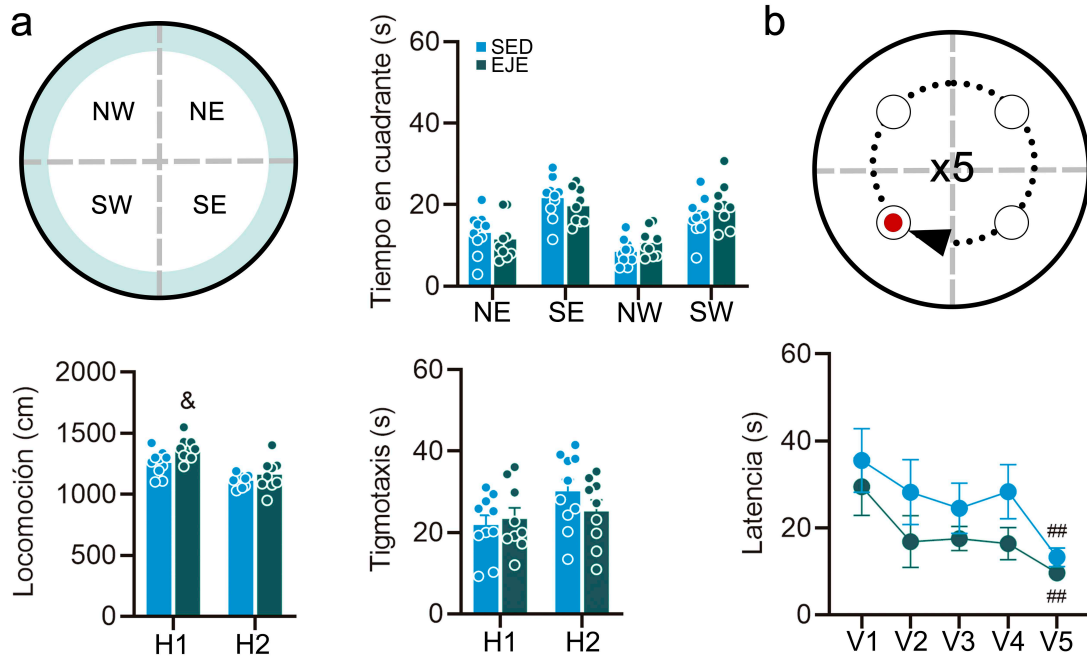 a
NW
NE
SW
SE
Tiempo en cuadrante (s)
60
40
20
0
SED
EJE
NE
SE
NW
SW
b
x5
Locomoción (cm)
2000
1500
1000
500
0
&
H1
H2
Tigmotaxis (s)
60
40
20
0
H1
H2
Latencia (s)
60
40
20
0
##
##
V1
V2
V3
V4
V5